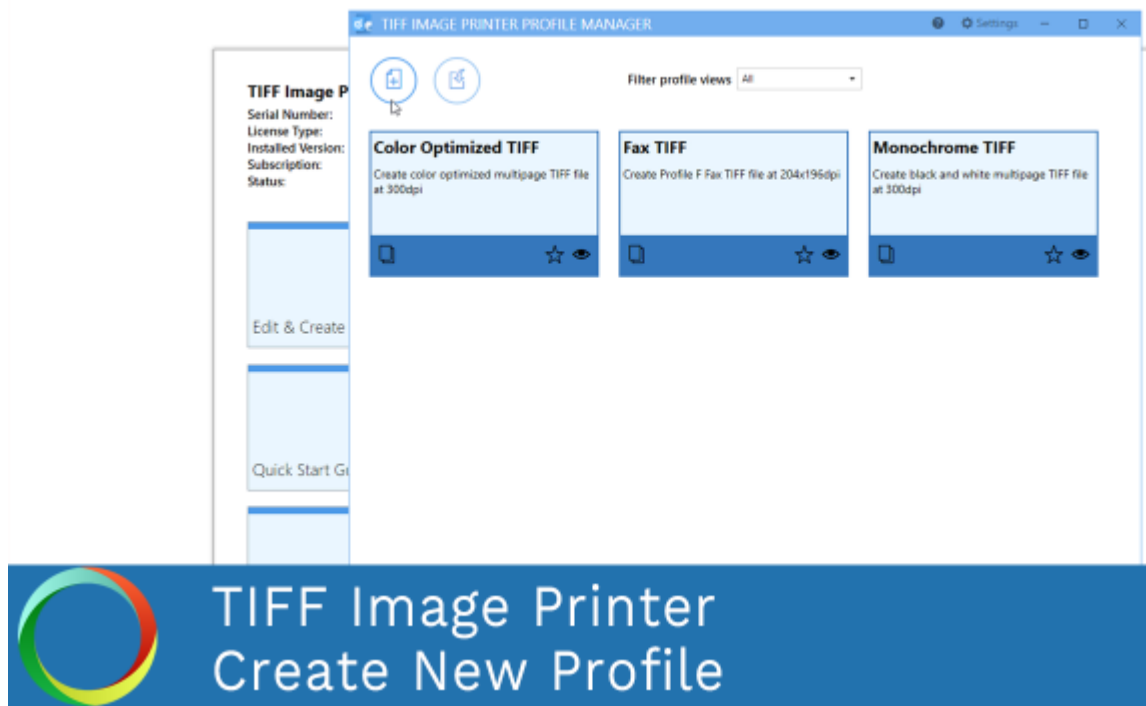 TIFF IMAGE PRINTER PROFILE MANAGER
Settings
Filter profile views All
TIFF Image P
Serial Number:
License Type:
Installed Version:
Subscription:
Status:
Edit & Create
Quick Start Gu
Color Optimized TIFF
Create color optimized multipage TIFF file
at 300dpi
Fax TIFF
Create Profile F Fax TIFF file at 204x196dpi
Monochrome TIFF
Create black and white multipage TIFF file
at 300dpi
TIFF Image Printer
Create New Profile